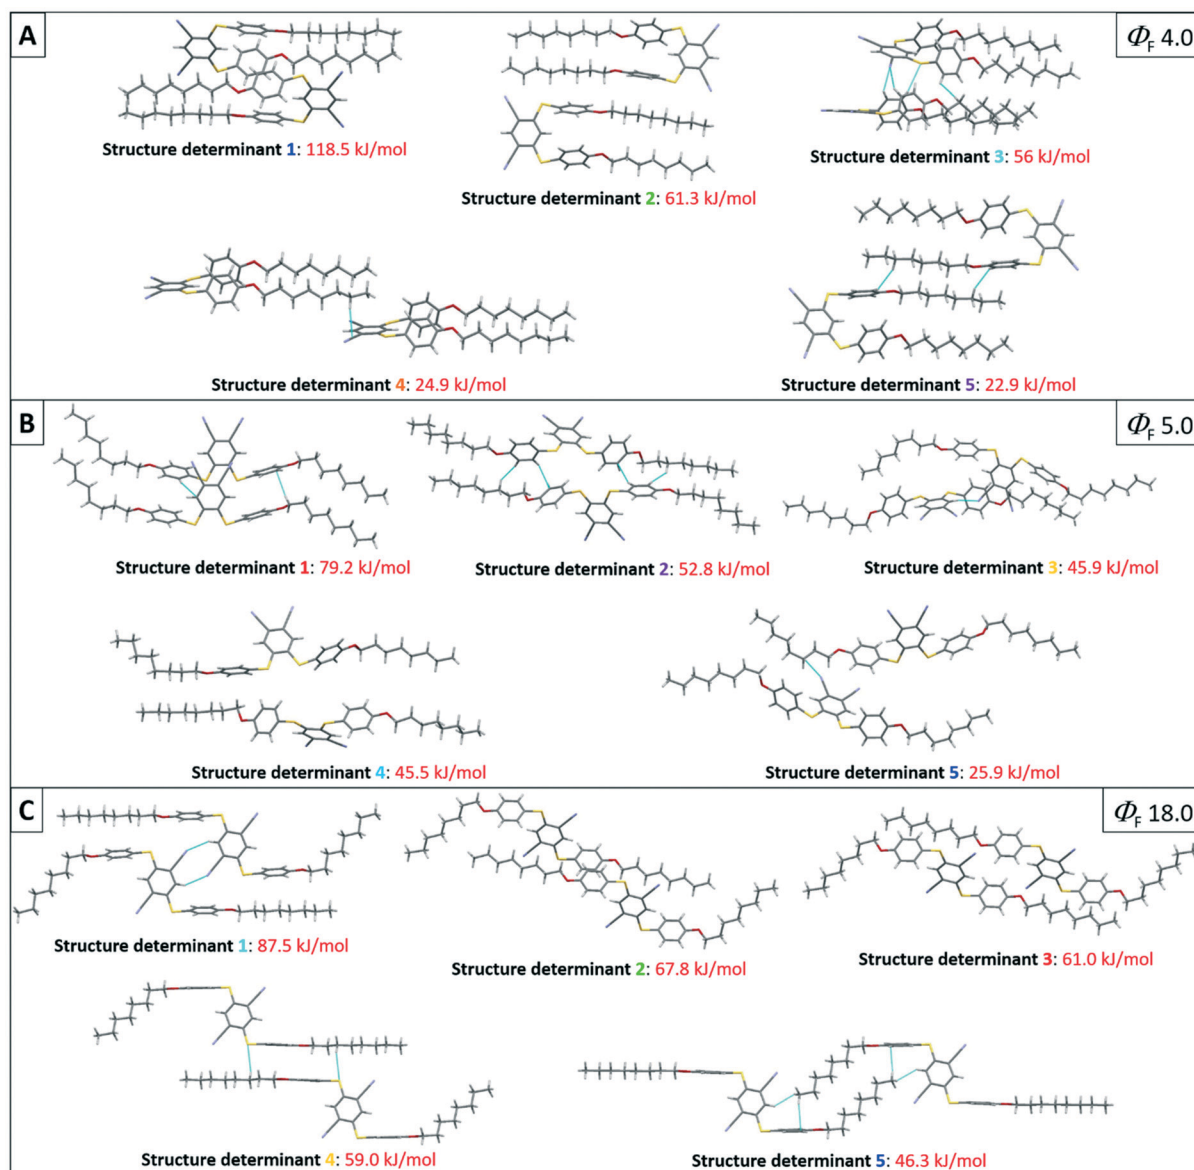 A
ΦF 4.0
Structure determinant 1: 118.5 kJ/mol
Structure determinant 2: 61.3 kJ/mol
Structure determinant 3: 56 kJ/mol
Structure determinant 4: 24.9 kJ/mol
Structure determinant 5: 22.9 kJ/mol
B
ΦF 5.0
Structure determinant 1: 79.2 kJ/mol
Structure determinant 2: 52.8 kJ/mol
Structure determinant 3: 45.9 kJ/mol
Structure determinant 4: 45.5 kJ/mol
Structure determinant 5: 25.9 kJ/mol
C
ΦF 18.0
Structure determinant 1: 87.5 kJ/mol
Structure determinant 2: 67.8 kJ/mol
Structure determinant 3: 61.0 kJ/mol
Structure determinant 4: 59.0 kJ/mol
Structure determinant 5: 46.3 kJ/mol